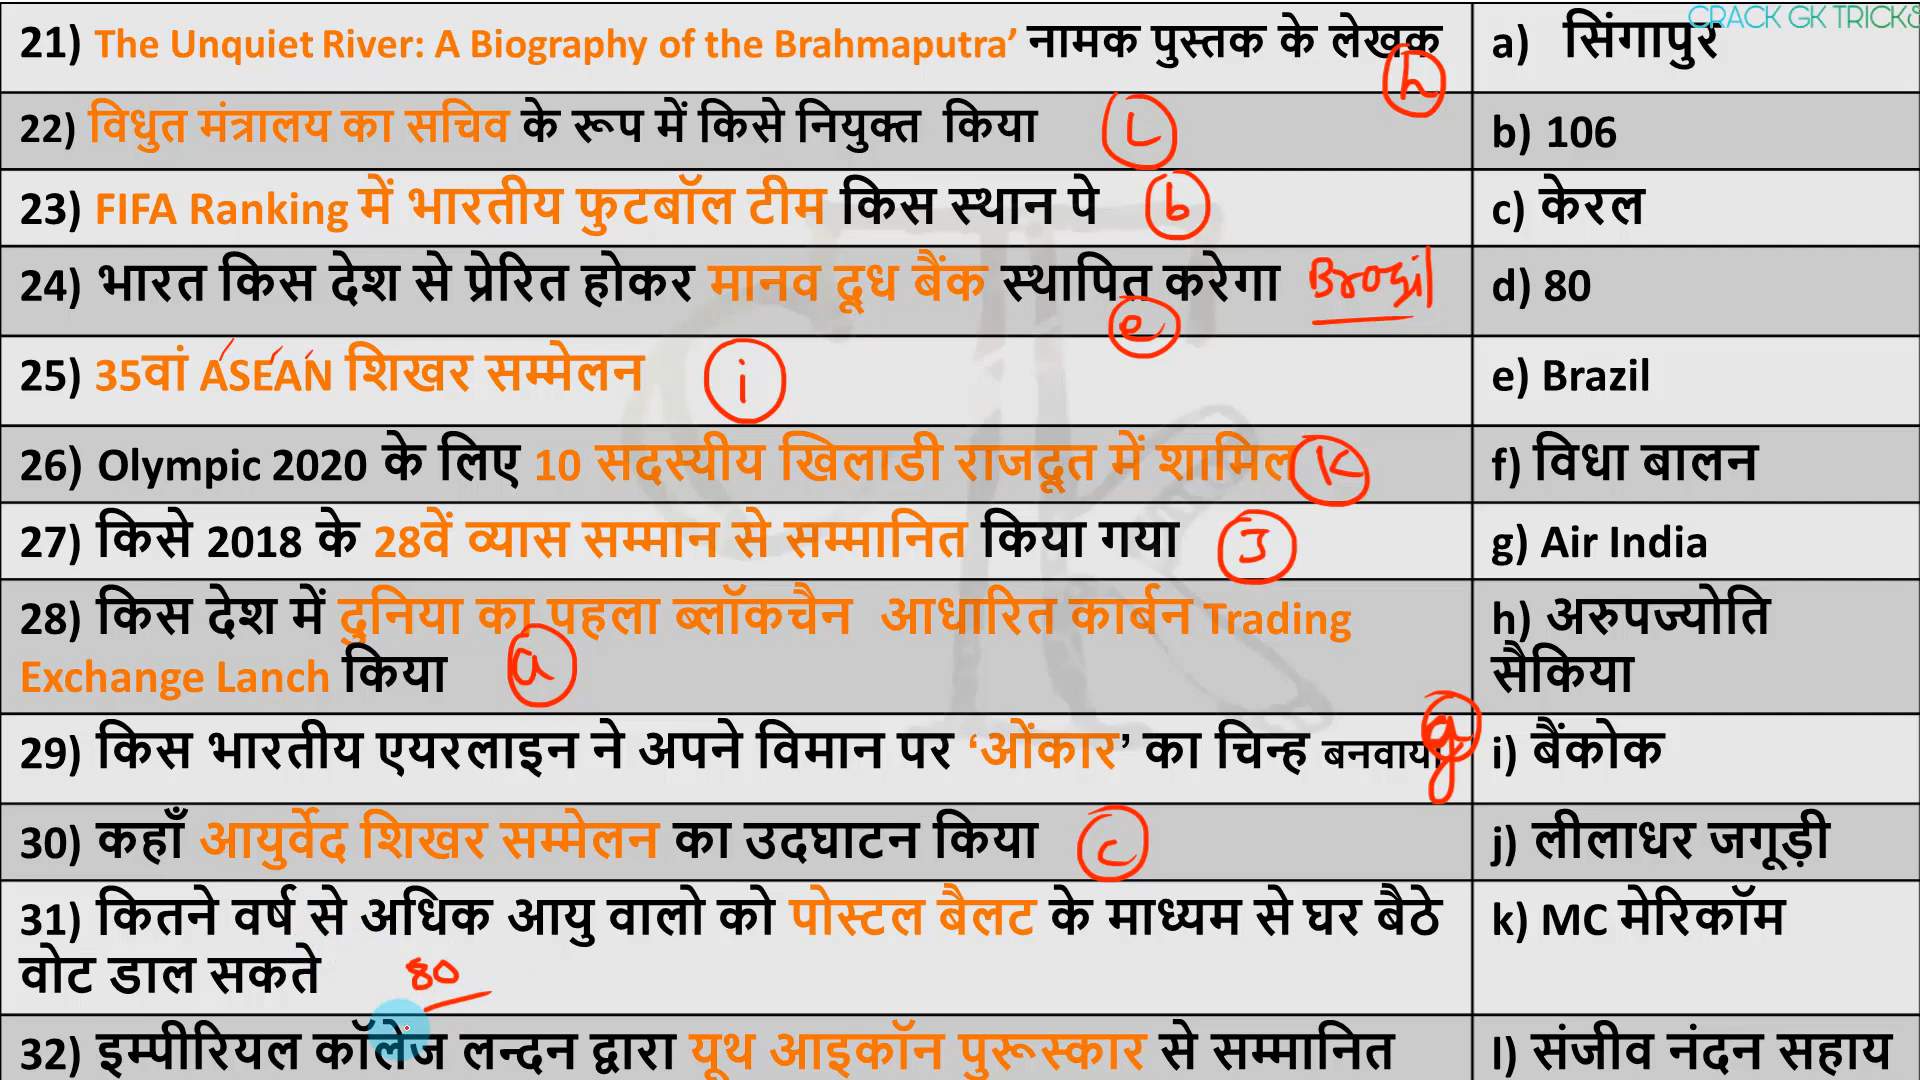 CRACK GK TRICKS
21) The Unquiet River: A Biography of the Brahmaputra’ नामक पुस्तक के लेखक h
a) सिंगापुर
22) विधुत मंत्रालय का सचिव के रूप में किसे नियुक्त किया L
b) 106
23) FIFA Ranking में भारतीय फुटबॉल टीम किस स्थान पे b
c) केरल
24) भारत किस देश से प्रेरित होकर मानव दूध बैंक स्थापित करेगा Brazil
e
d) 80
25) 35वां ASEAN शिखर सम्मेलन i
e) Brazil
26) Olympic 2020 के लिए 10 सदस्यीय खिलाडी राजदूत में शामिल K
f) विधा बालन
27) किसे 2018 के 28वें व्यास सम्मान से सम्मानित किया गया J
g) Air India
28) किस देश में दुनिया का पहला ब्लॉकचैन आधारित कार्बन Trading
Exchange Lanch किया a
h) अरुपज्योति
सैकिया
29) किस भारतीय एयरलाइन ने अपने विमान पर ‘ओंकार’ का चिन्ह बनवाया g
i) बैंकोक
30) कहाँ आयुर्वेद शिखर सम्मेलन का उदघाटन किया c
j) लीलाधर जगूड़ी
31) कितने वर्ष से अधिक आयु वालो को पोस्टल बैलट के माध्यम से घर बैठे
वोट डाल सकते 80
k) MC मेरिकॉम
32) इम्पीरियल कॉलेज लन्दन द्वारा यूथ आइकॉन पुरूस्कार से सम्मानित
l) संजीव नंदन सहाय